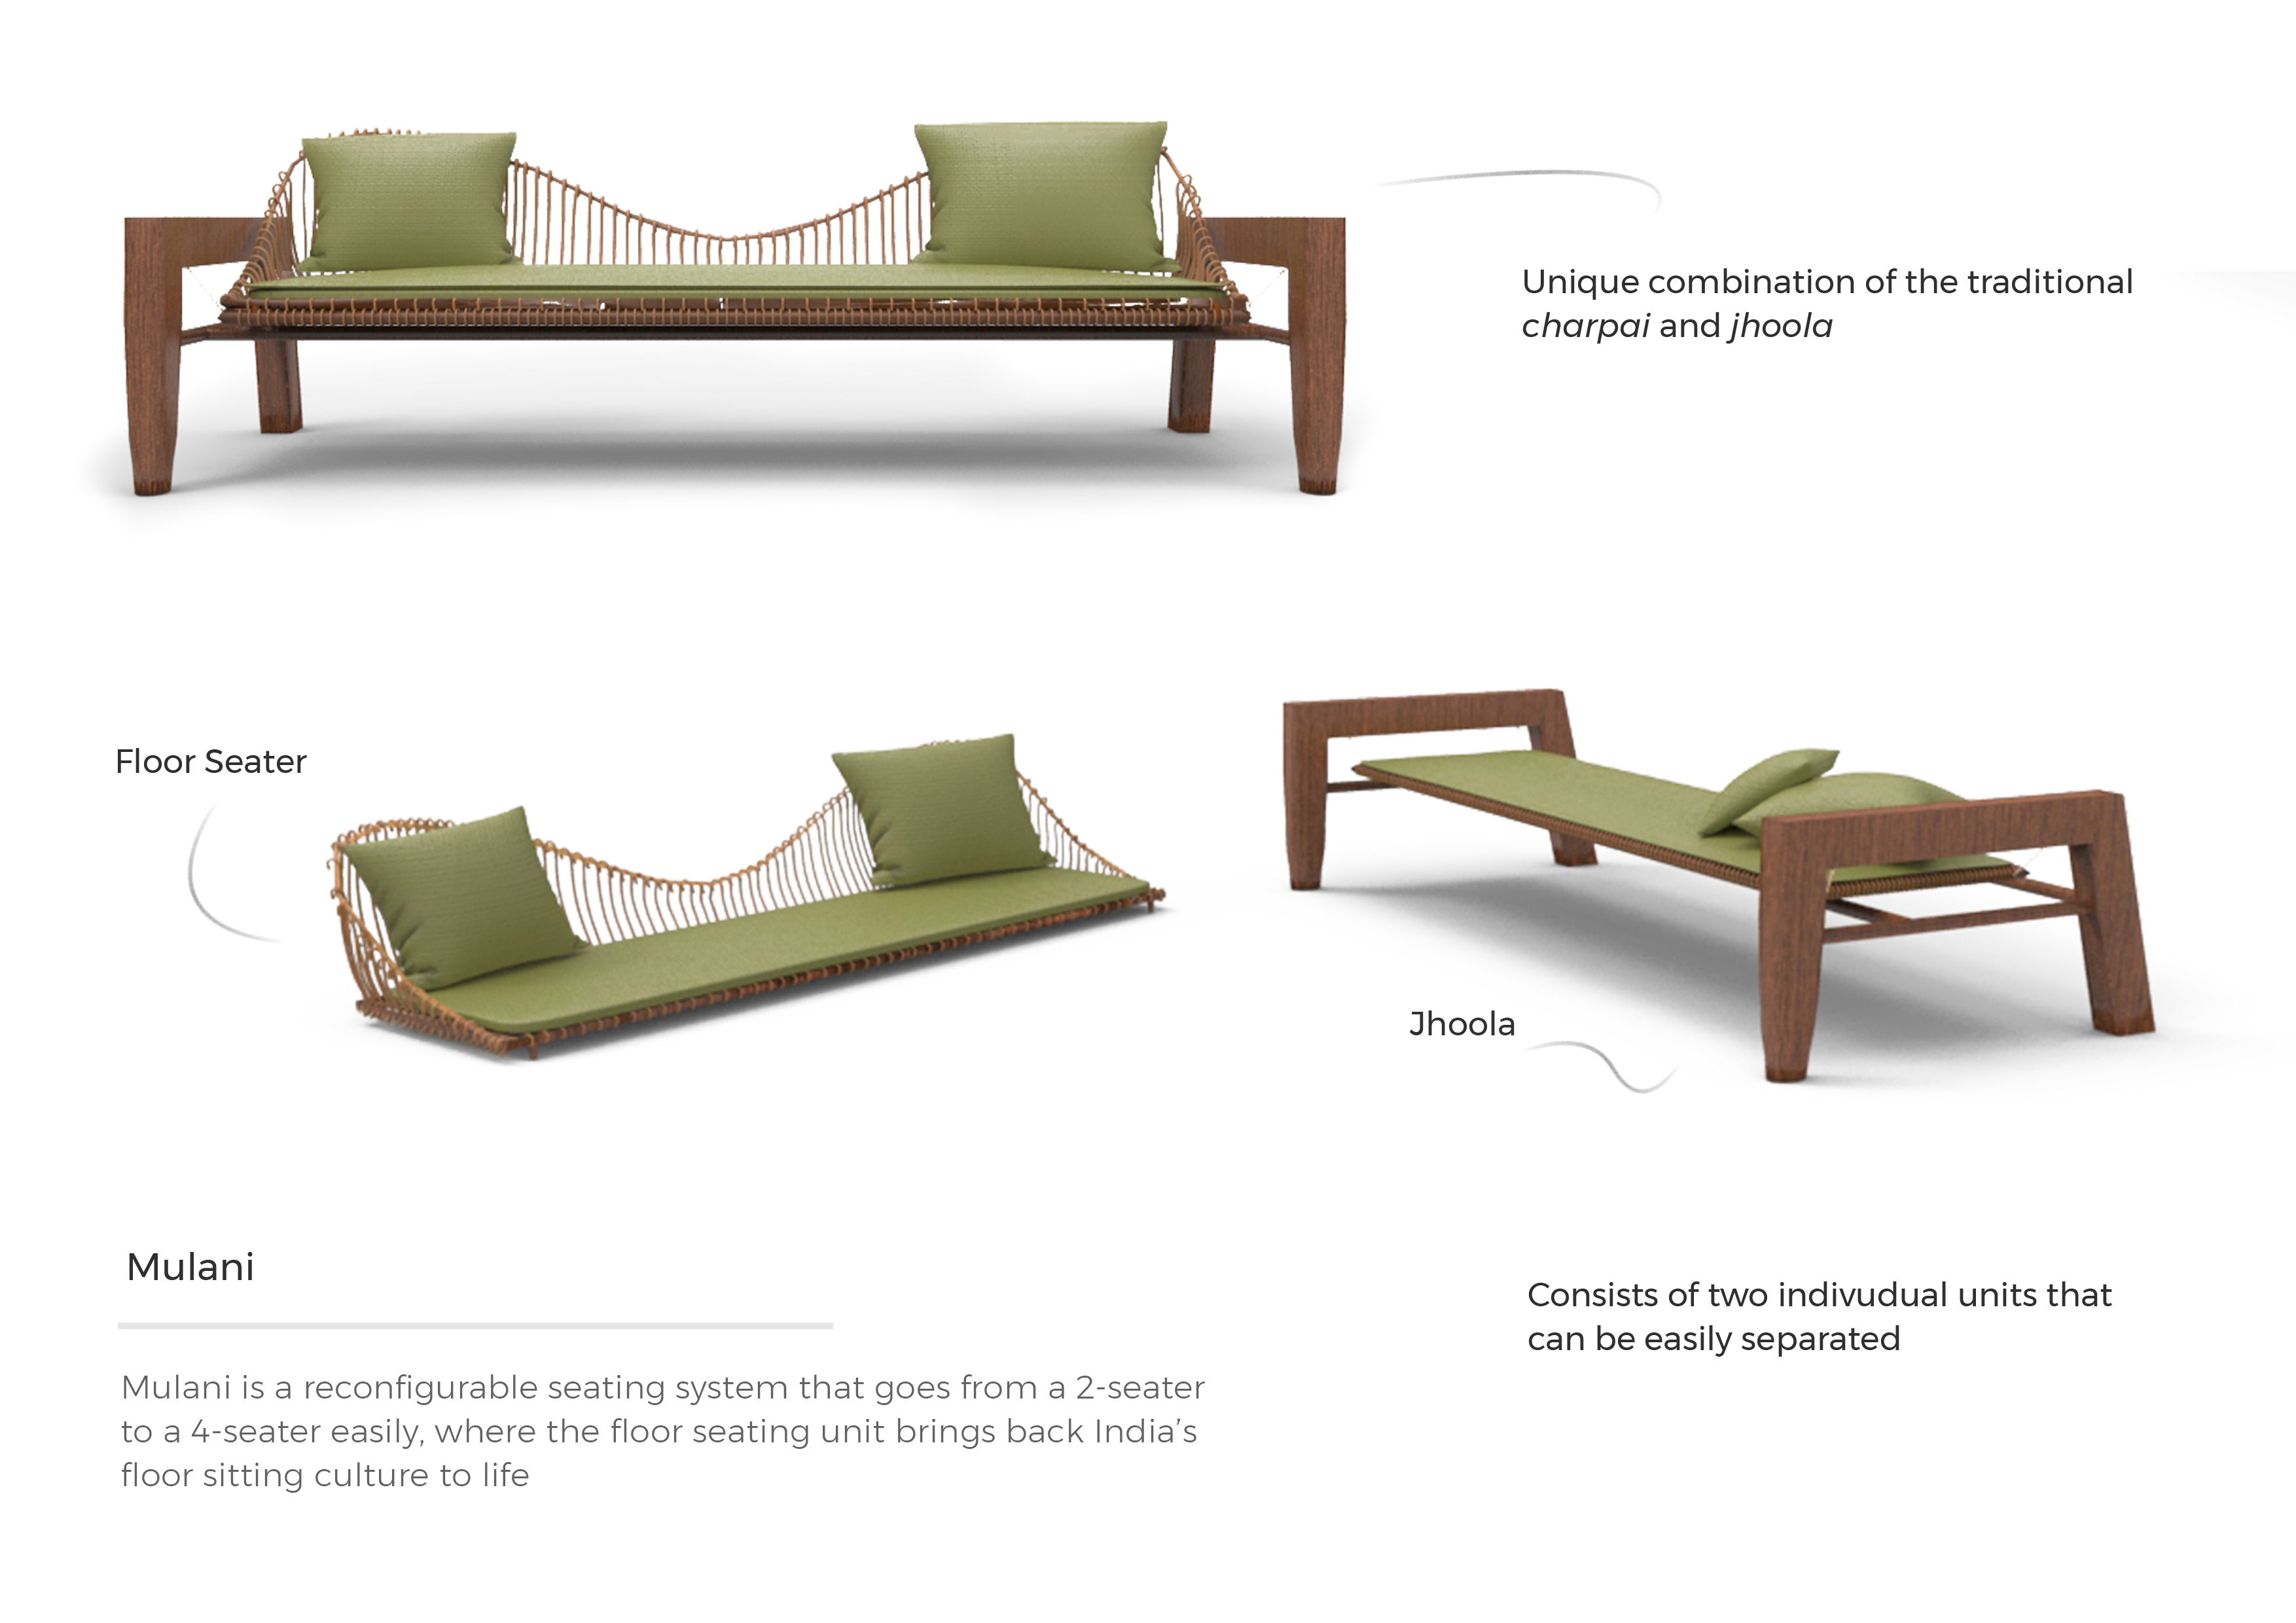 Unique combination of the traditional
charpai and jhoola
Floor Seater
Jhoola
Mulani
Mulani is a reconfigurable seating system that goes from a 2-seater
to a 4-seater easily, where the floor seating unit brings back India’s
floor sitting culture to life
Consists of two indivudual units that
can be easily separated